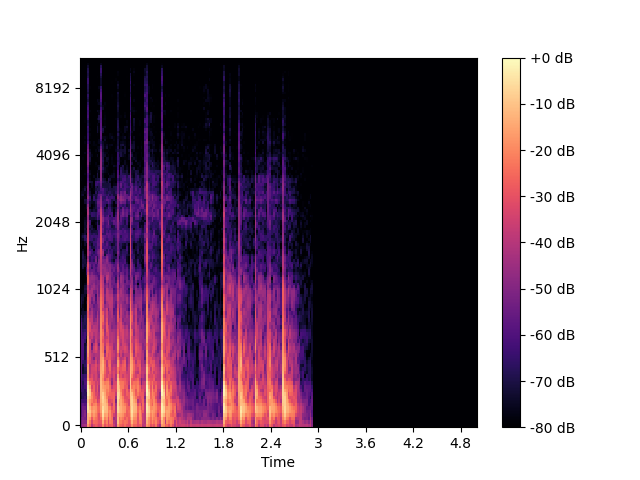 8192
4096
2048
1024
512
0
Hz
0 0.6 1.2 1.8 2.4 3 3.6 4.2 4.8
Time
+0 dB
-10 dB
-20 dB
-30 dB
-40 dB
-50 dB
-60 dB
-70 dB
-80 dB